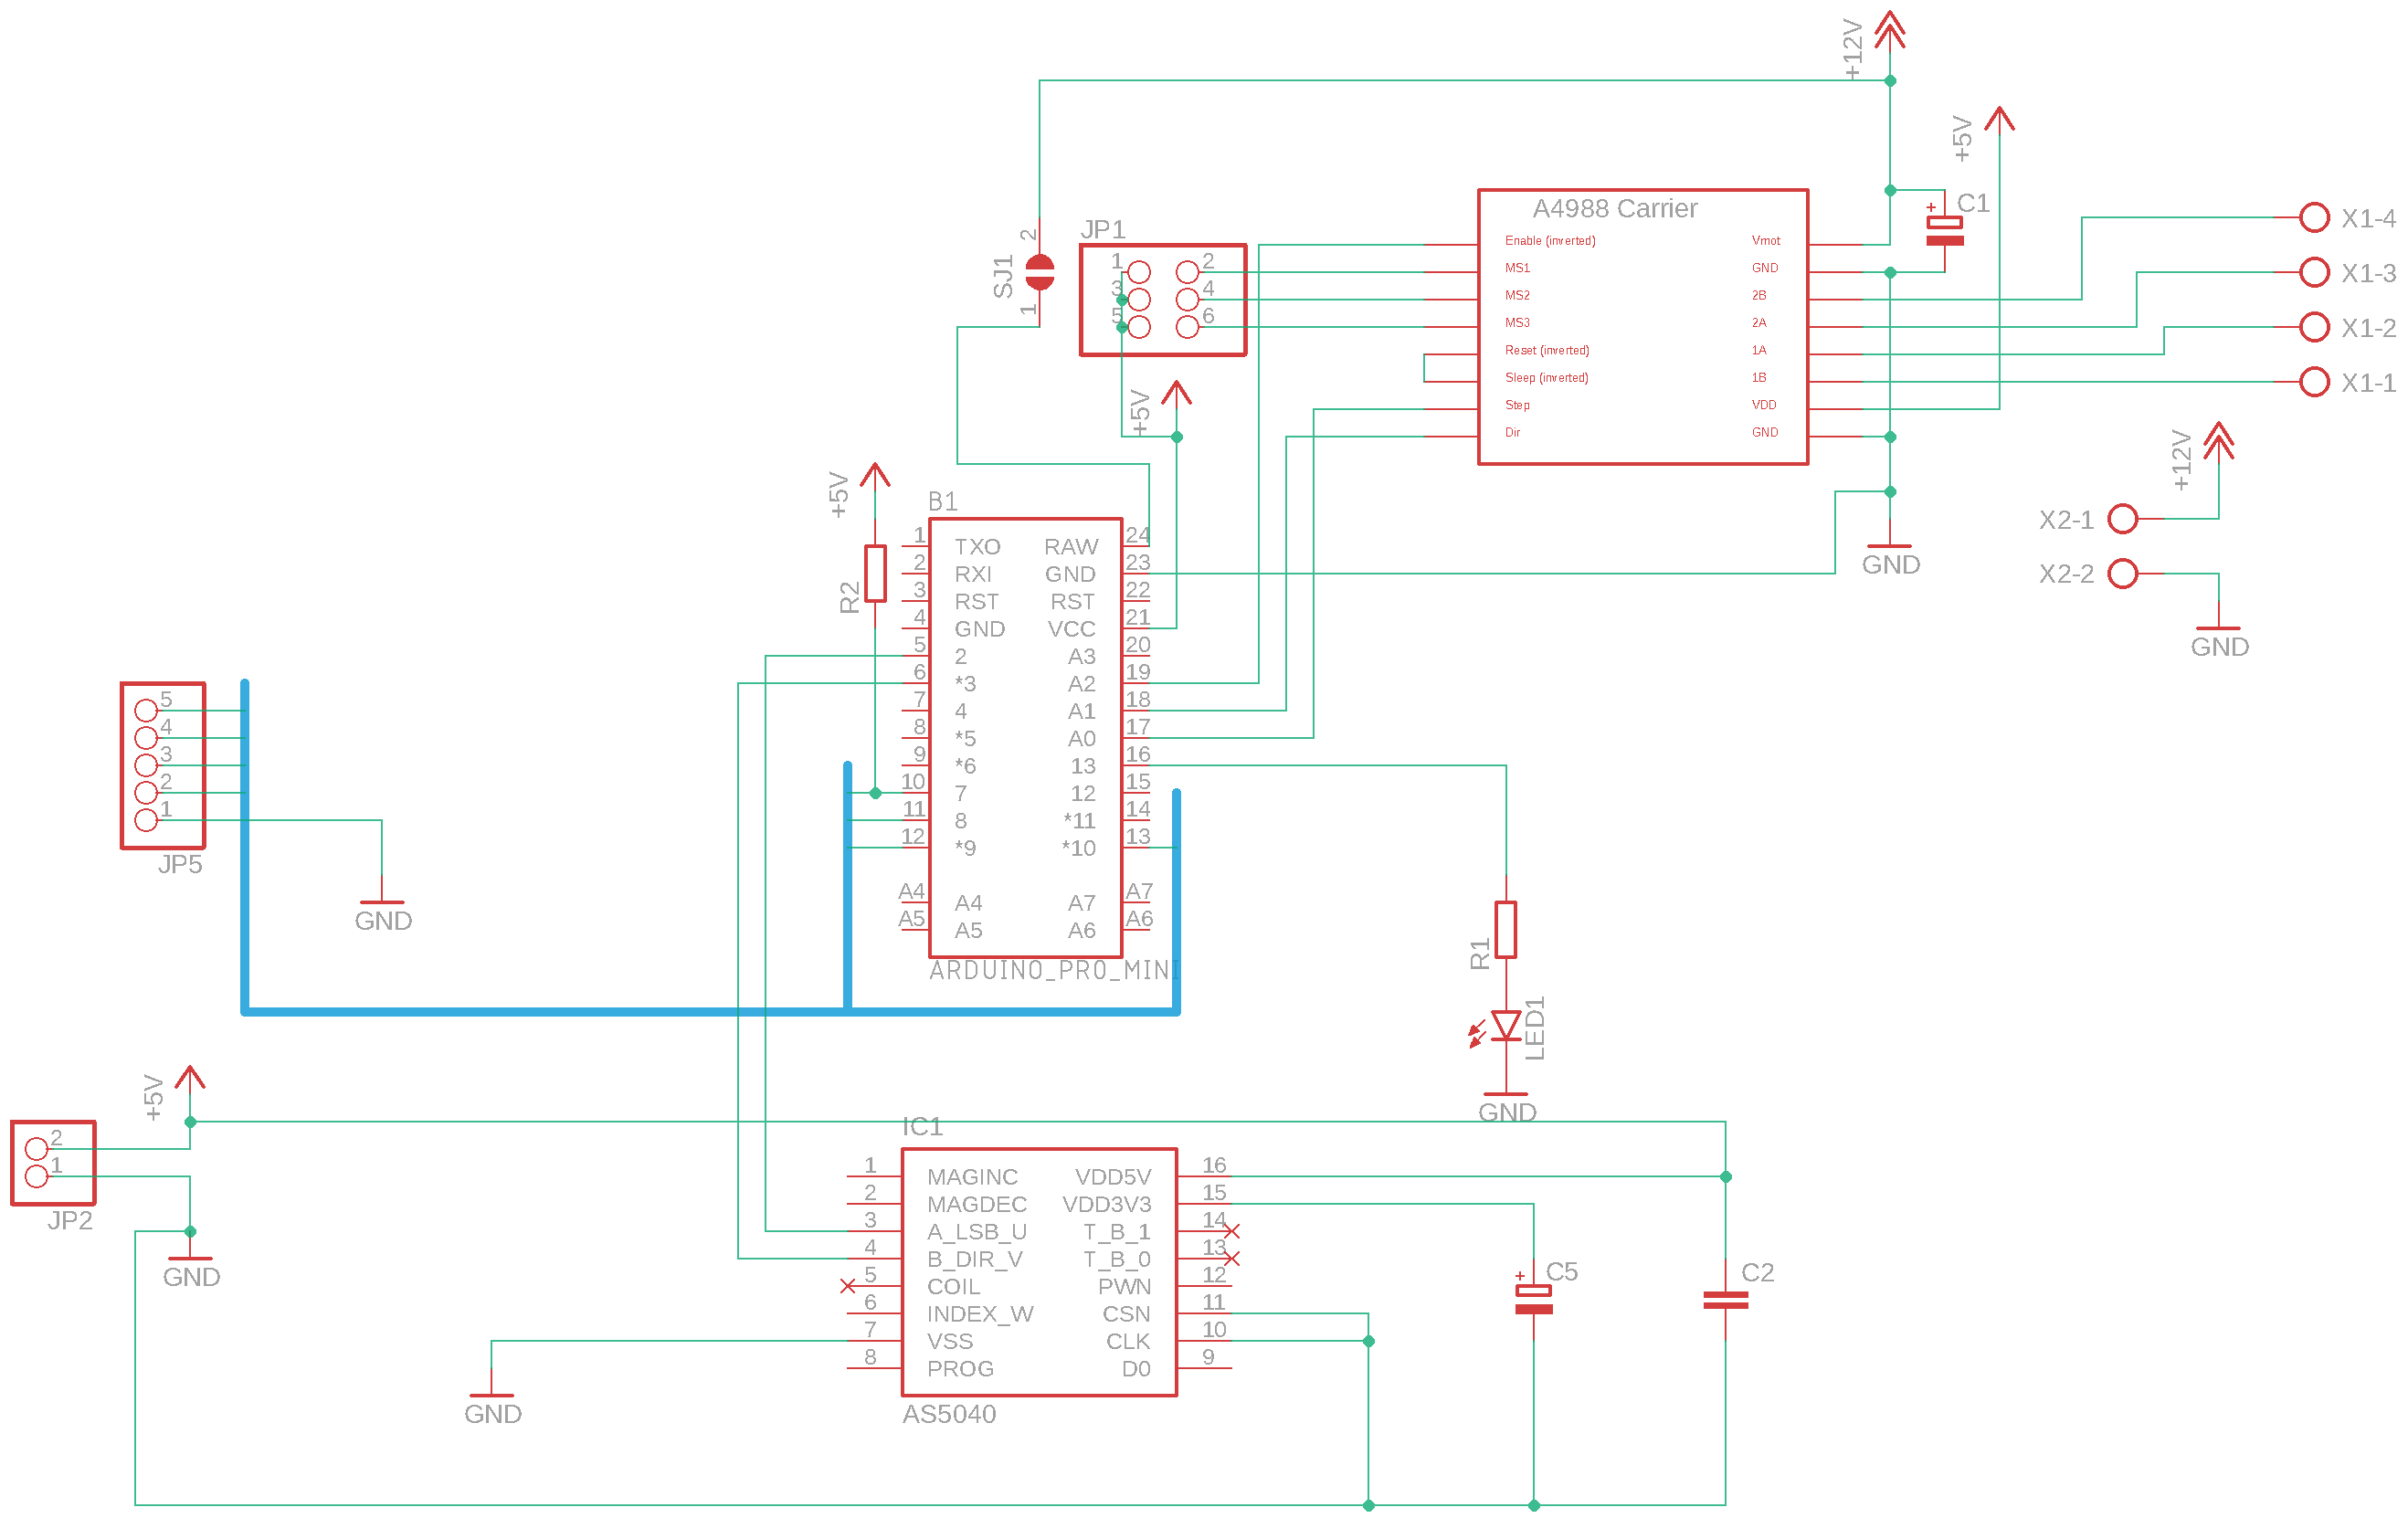 +12V
+5V
C1
A4988 Carrier
Enable (inverted)
MS1
MS2
MS3
Reset (inverted)
Sleep (inverted)
Step
Dir
Vmot
GND
2B
2A
1A
1B
VDD
GND
X1-4
X1-3
X1-2
X1-1
SJ1
2
1
JP1
1
3
5
2
4
6
+5V
+12V
X2-1
X2-2
GND
GND
+5V
R2
B1
1 TXO RAW 24
2 RXI GND 23
3 RST RST 22
4 GND VCC 21
5 2 A3 20
6 *3 A2 19
7 4 A1 18
8 *5 A0 17
9 *6 13 16
10 7 12 15
11 8 *11 14
12 *9 *10 13
A4 A4 A7 A7
A5 A5 A6 A6
ARDUINO_PRO_MINI
5
4
3
2
1
JP5
GND
R1
LED1
GND
+5V
2
1
JP2
GND
IC1
1 MAGINC VDD5V 16
2 MAGDEC VDD3V3 15
3 A_LSB_U T_B_1 14
4 B_DIR_V T_B_0 13
5 COIL PWN 12
6 INDEX_W CSN 11
7 VSS CLK 10
8 PROG D0 9
AS5040
GND
+
C5
C2
+